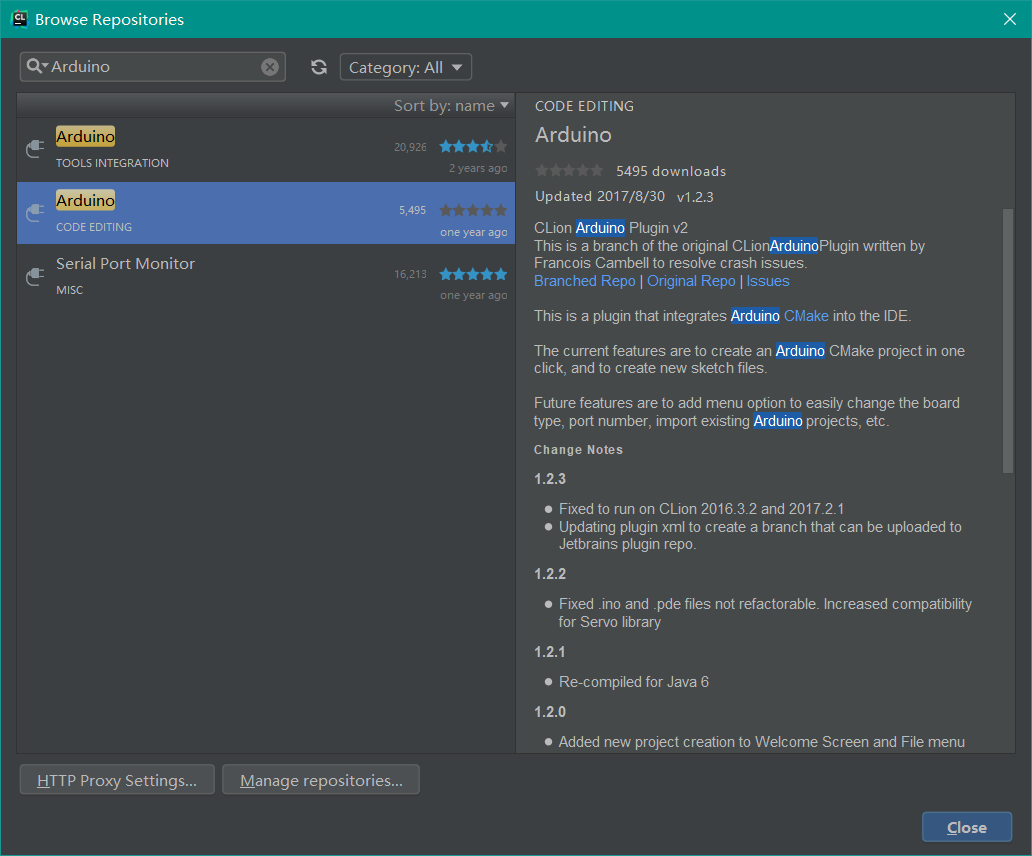 CL Browse Repositories
Arduino
Category: All
Sort by: name
Arduino
20,926
TOOLS INTEGRATION
2 years ago
Arduino
5,495
CODE EDITING
one year ago
Serial Port Monitor
16,213
MISC
one year ago
CODE EDITING
Arduino
5495 downloads
Updated 2017/8/30 v1.2.3
CLion Arduino Plugin v2
This is a branch of the original CLionArduinoPlugin written by
Francois Cambell to resolve crash issues.
Branched Repo | Original Repo | Issues
This is a plugin that integrates Arduino CMake into the IDE.
The current features are to create an Arduino CMake project in one
click, and to create new sketch files.
Future features are to add menu option to easily change the board
type, port number, import existing Arduino projects, etc.
Change Notes
1.2.3
● Fixed to run on CLion 2016.3.2 and 2017.2.1
● Updating plugin xml to create a branch that can be uploaded to
Jetbrains plugin repo.
1.2.2
● Fixed .ino and .pde files not refactorable. Increased compatibility
for Servo library
1.2.1
● Re-compiled for Java 6
1.2.0
● Added new project creation to Welcome Screen and File menu
HTTP Proxy Settings...
Manage repositories...
Close